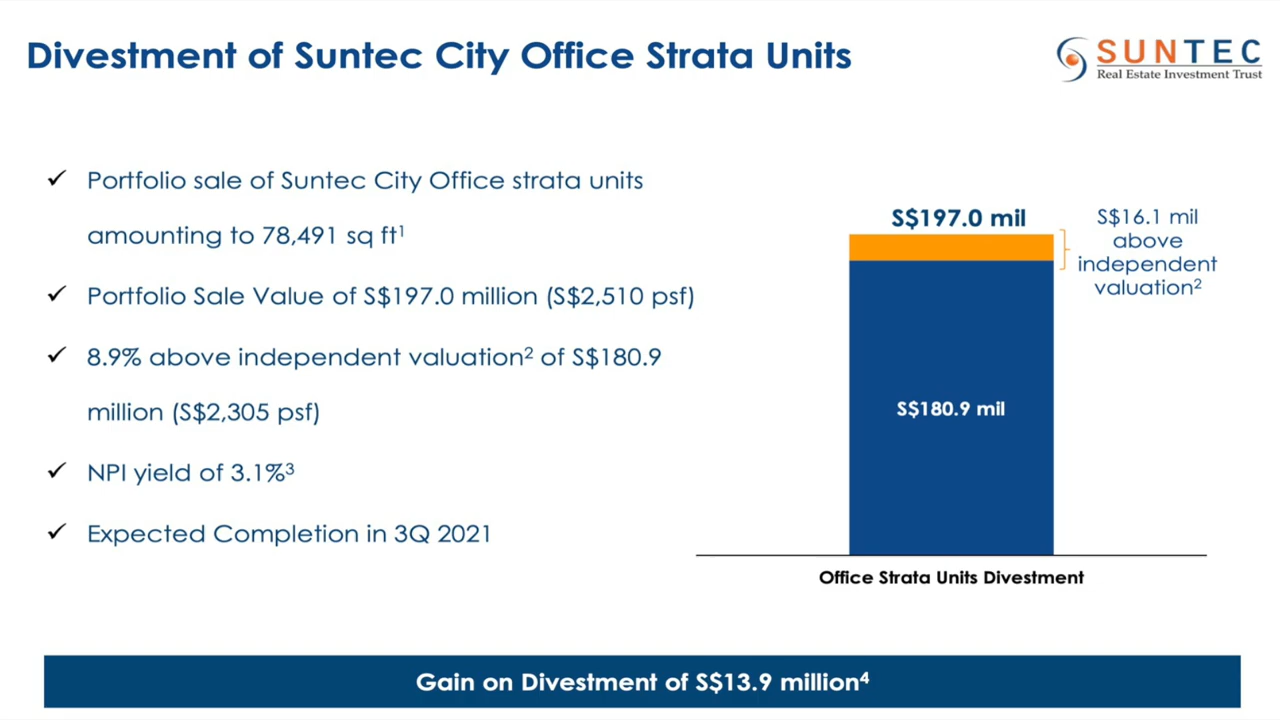 Divestment of Suntec City Office Strata Units
SUNTEC
Real Estate Investment Trust
✓ Portfolio sale of Suntec City Office strata units
amounting to 78,491 sq ft¹
✓ Portfolio Sale Value of S$197.0 million (S$2,510 psf)
✓ 8.9% above independent valuation² of S$180.9
million (S$2,305 psf)
✓ NPI yield of 3.1%³
✓ Expected Completion in 3Q 2021
S$197.0 mil
S$16.1 mil
above
independent
valuation²
S$180.9 mil
Office Strata Units Divestment
Gain on Divestment of S$13.9 million⁴